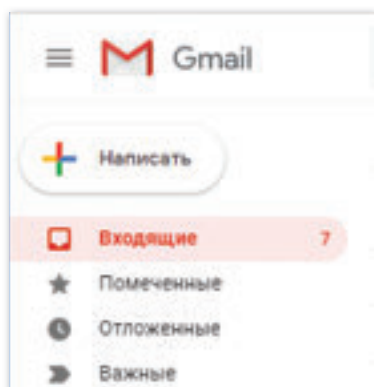 Gmail
Написать
Входящие 7
Помеченные
Отложенные
Важные